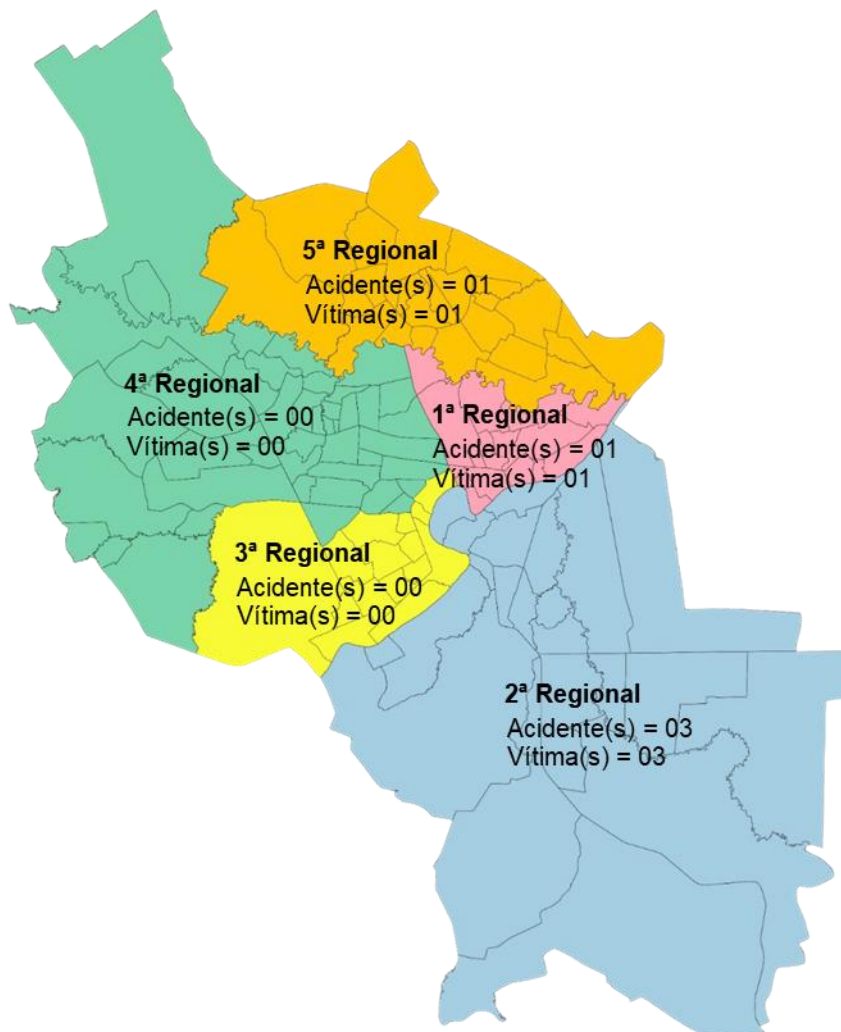 5ª Regional
Acidente(s) = 01
Vítima(s) = 01
4ª Regional
Acidente(s) = 00
Vítima(s) = 00
1ª Regional
Acidente(s) = 01
Vítima(s) = 01
3ª Regional
Acidente(s) = 00
Vítima(s) = 00
2ª Regional
Acidente(s) = 03
Vítima(s) = 03